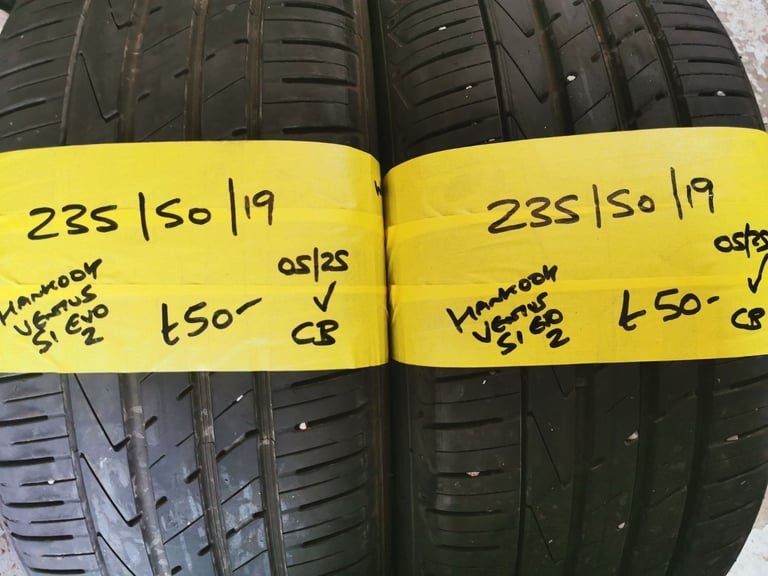 235/50/19
HANKOOK
VENTUS
S1 EVO
2
£50-
05/25
CB
235/50/19
HANKOOK
VENTUS
S1 EVO
2
£50-
05/25
CB